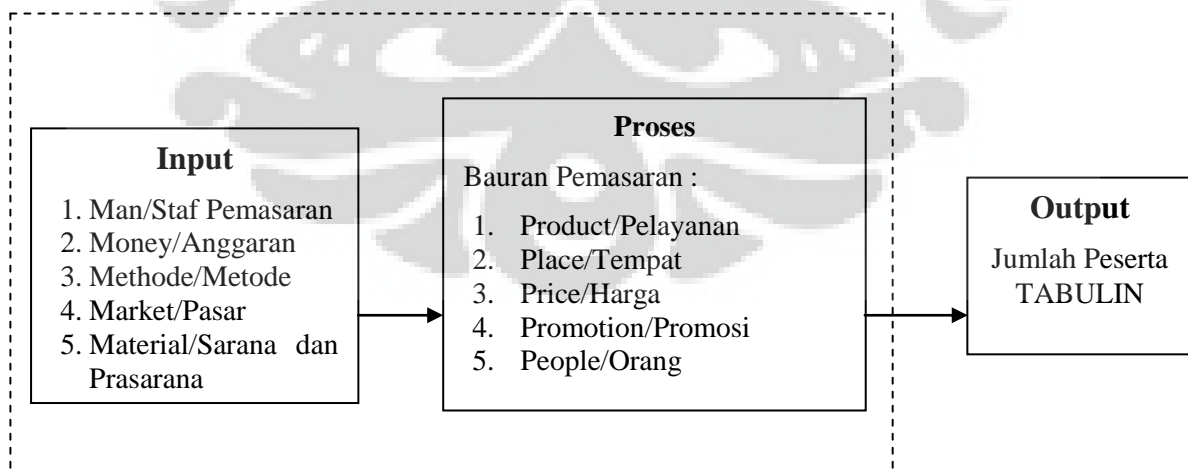 Input
1. Man/Staf Pemasaran
2. Money/Anggaran
3. Methode/Metode
4. Market/Pasar
5. Material/Sarana dan
Prasarana
Proses
Bauran Pemasaran :
1. Product/Pelayanan
2. Place/Tempat
3. Price/Harga
4. Promotion/Promosi
5. People/Orang
Output
Jumlah Peserta
TABULIN